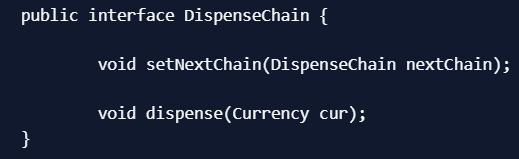 public interface DispenseChain {
void setNextChain(DispenseChain nextChain);
void dispense(Currency cur);
}